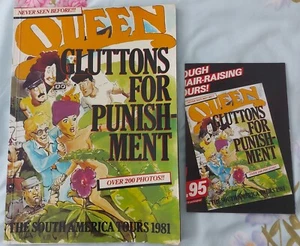 NEVER SEEN BEFORE!!!
QUEEN
GLUTTONS
FOR
PUNISH-
MENT
OVER 200 PHOTOS!!
THE SOUTH AMERICA TOURS 1981
OUGH
HAIR-RAISING
OURS!
QUEEN
GLUTTONS
FOR
PUNISH-
MENT
.95